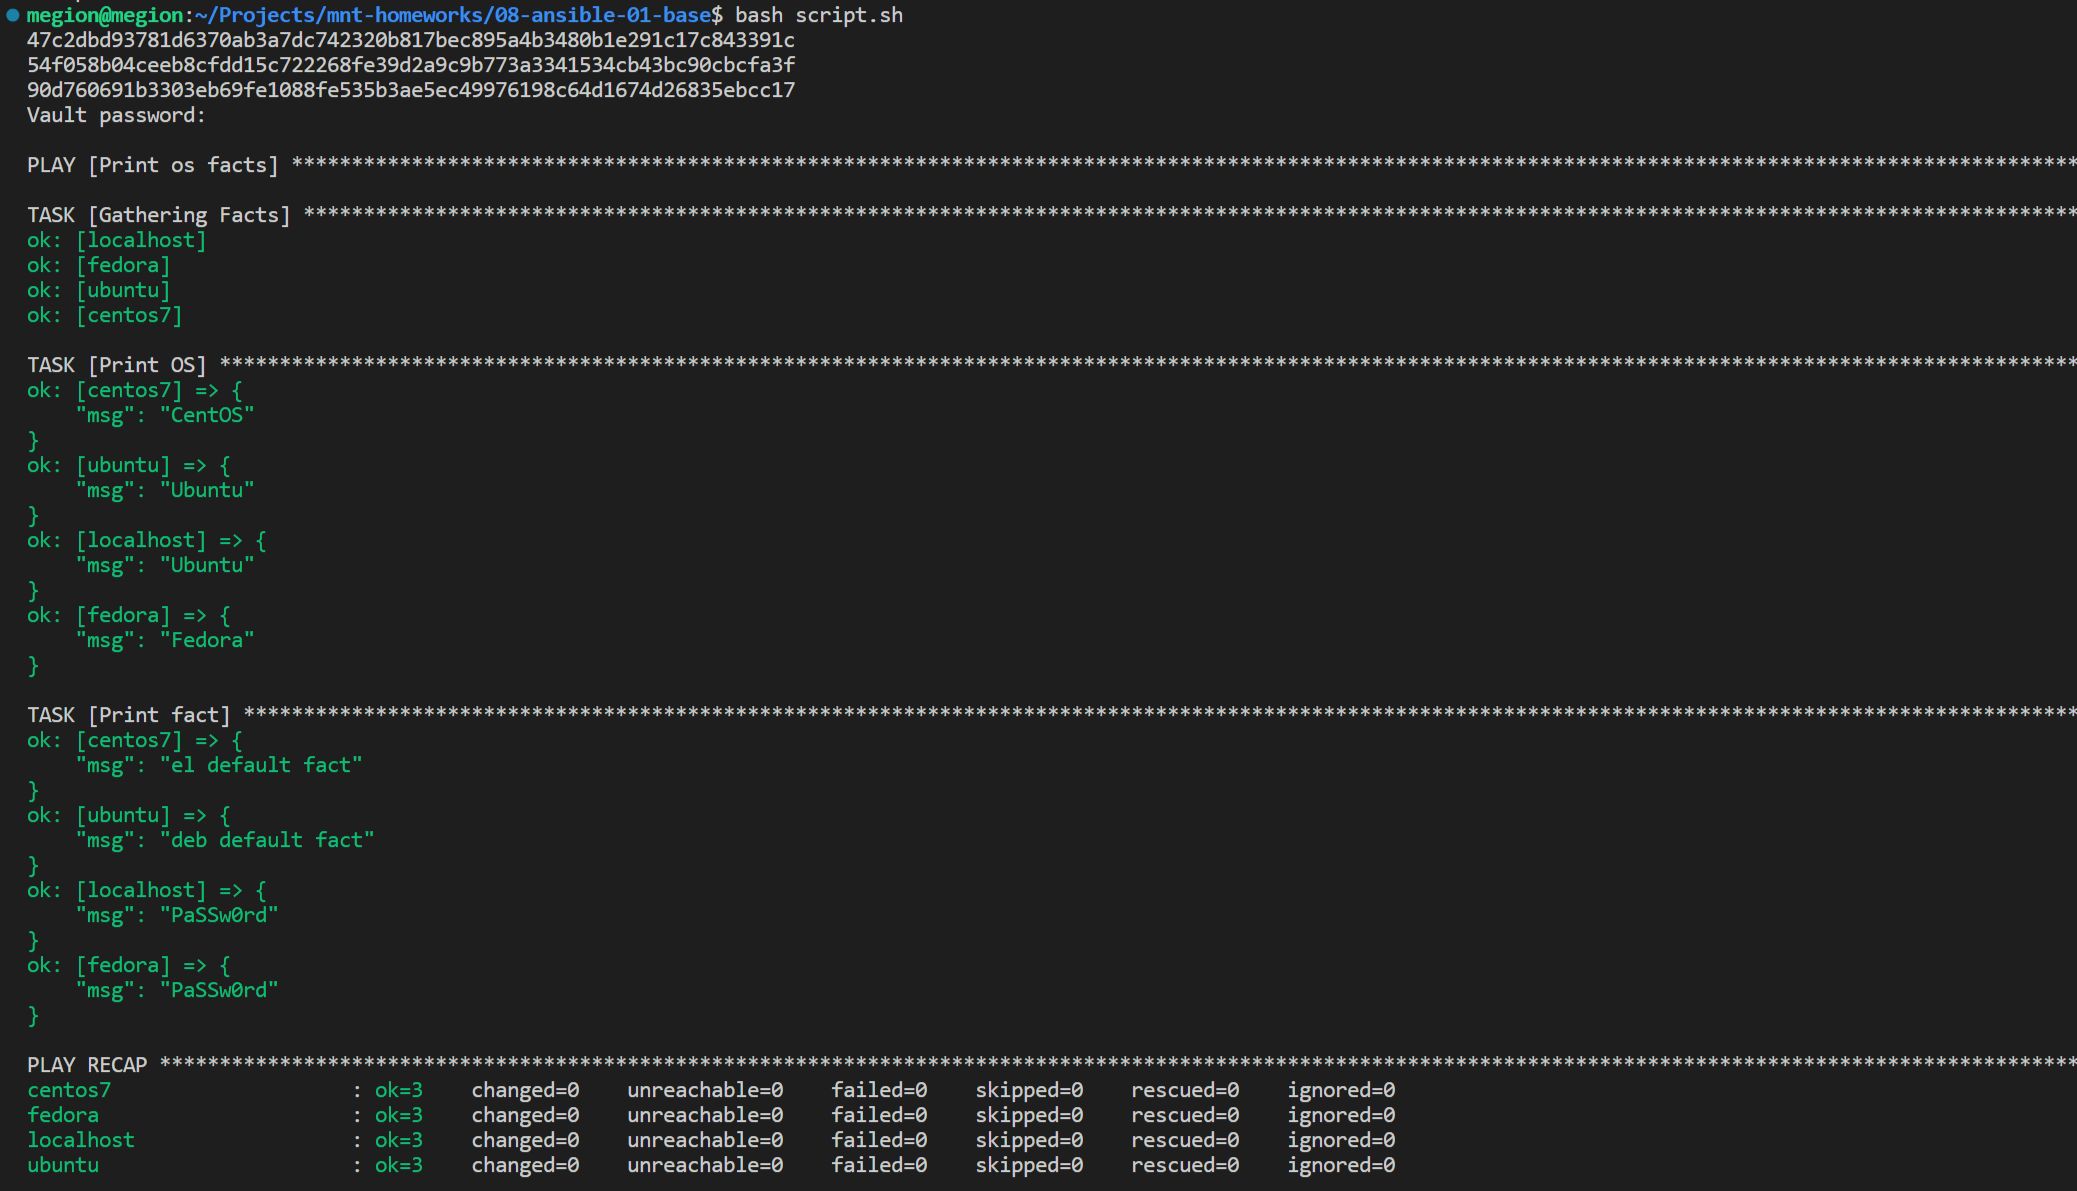 megion@megion:~/Projects/mnt-homeworks/08-ansible-01-base$ bash script.sh
47c2dbd93781d6370ab3a7dc742320b817bec895a4b3480b1e291c17c843391c
54f058b04ceeb8cfdd15c722268fe39d2a9c9b773a3341534cb43bc90cbcfa3f
90d760691b3303eb69fe1088fe535b3ae5ec49976198c64d1674d26835ebcc17
Vault password:
PLAY [Print os facts] *****************************************************************************************************************************************************
TASK [Gathering Facts] ****************************************************************************************************************************************************
ok: [localhost]
ok: [fedora]
ok: [ubuntu]
ok: [centos7]
TASK [Print OS] ***********************************************************************************************************************************************************
ok: [centos7] => {
    "msg": "CentOS"
}
ok: [ubuntu] => {
    "msg": "Ubuntu"
}
ok: [localhost] => {
    "msg": "Ubuntu"
}
ok: [fedora] => {
    "msg": "Fedora"
}
TASK [Print fact] *********************************************************************************************************************************************************
ok: [centos7] => {
    "msg": "el default fact"
}
ok: [ubuntu] => {
    "msg": "deb default fact"
}
ok: [localhost] => {
    "msg": "PaSSw0rd"
}
ok: [fedora] => {
    "msg": "PaSSw0rd"
}
PLAY RECAP ****************************************************************************************************************************************************************
centos7                    : ok=3    changed=0    unreachable=0    failed=0    skipped=0    rescued=0    ignored=0
fedora                     : ok=3    changed=0    unreachable=0    failed=0    skipped=0    rescued=0    ignored=0
localhost                  : ok=3    changed=0    unreachable=0    failed=0    skipped=0    rescued=0    ignored=0
ubuntu                     : ok=3    changed=0    unreachable=0    failed=0    skipped=0    rescued=0    ignored=0